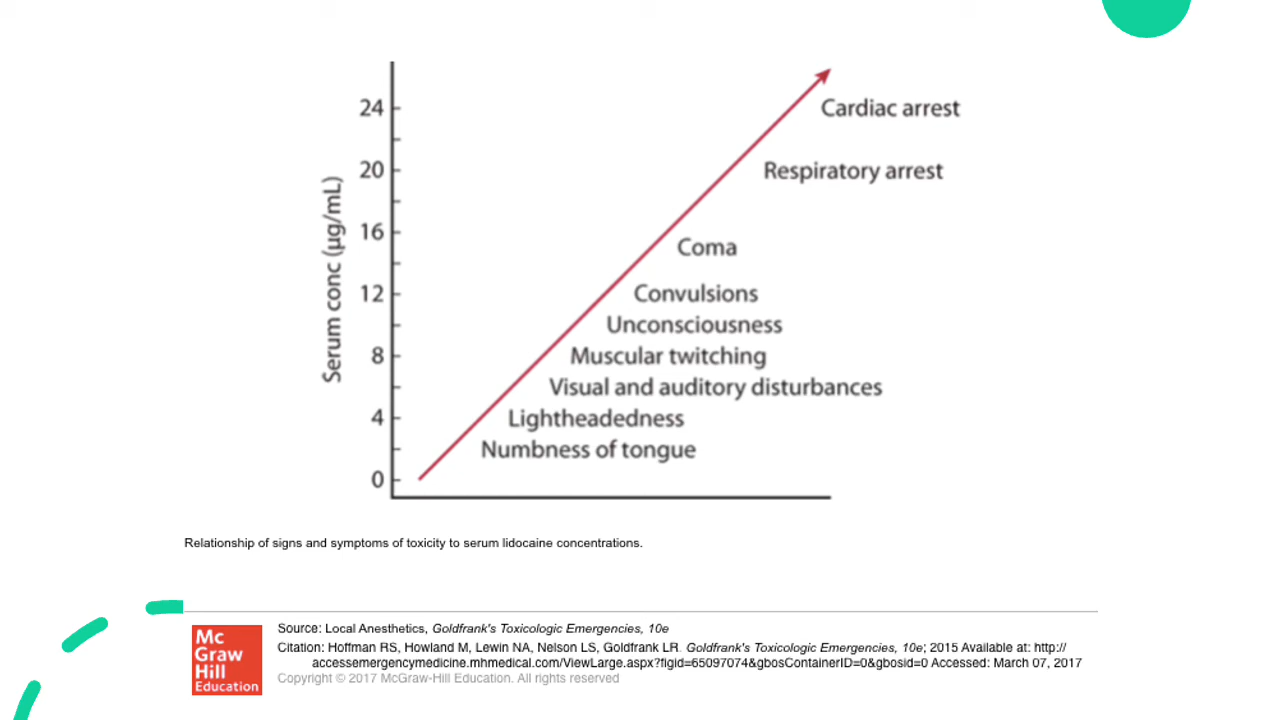 24
Cardiac arrest
20
Respiratory arrest
16
Coma
12
Convulsions
Unconsciousness
8
Muscular twitching
Visual and auditory disturbances
4
Lightheadedness
Numbness of tongue
0
Serum conc (µg/mL)
Relationship of signs and symptoms of toxicity to serum lidocaine concentrations.
Mc
Graw
Hill
Education
Source: Local Anesthetics, Goldfrank's Toxicologic Emergencies, 10e
Citation: Hoffman RS, Howland M, Lewin NA, Nelson LS, Goldfrank LR. Goldfrank's Toxicologic Emergencies, 10e; 2015 Available at: http://
accessemergencymedicine.mhmedical.com/ViewLarge.aspx?figid=65097074&gbosContainerID=0&gbosid=0 Accessed: March 07, 2017
Copyright © 2017 McGraw-Hill Education. All rights reserved